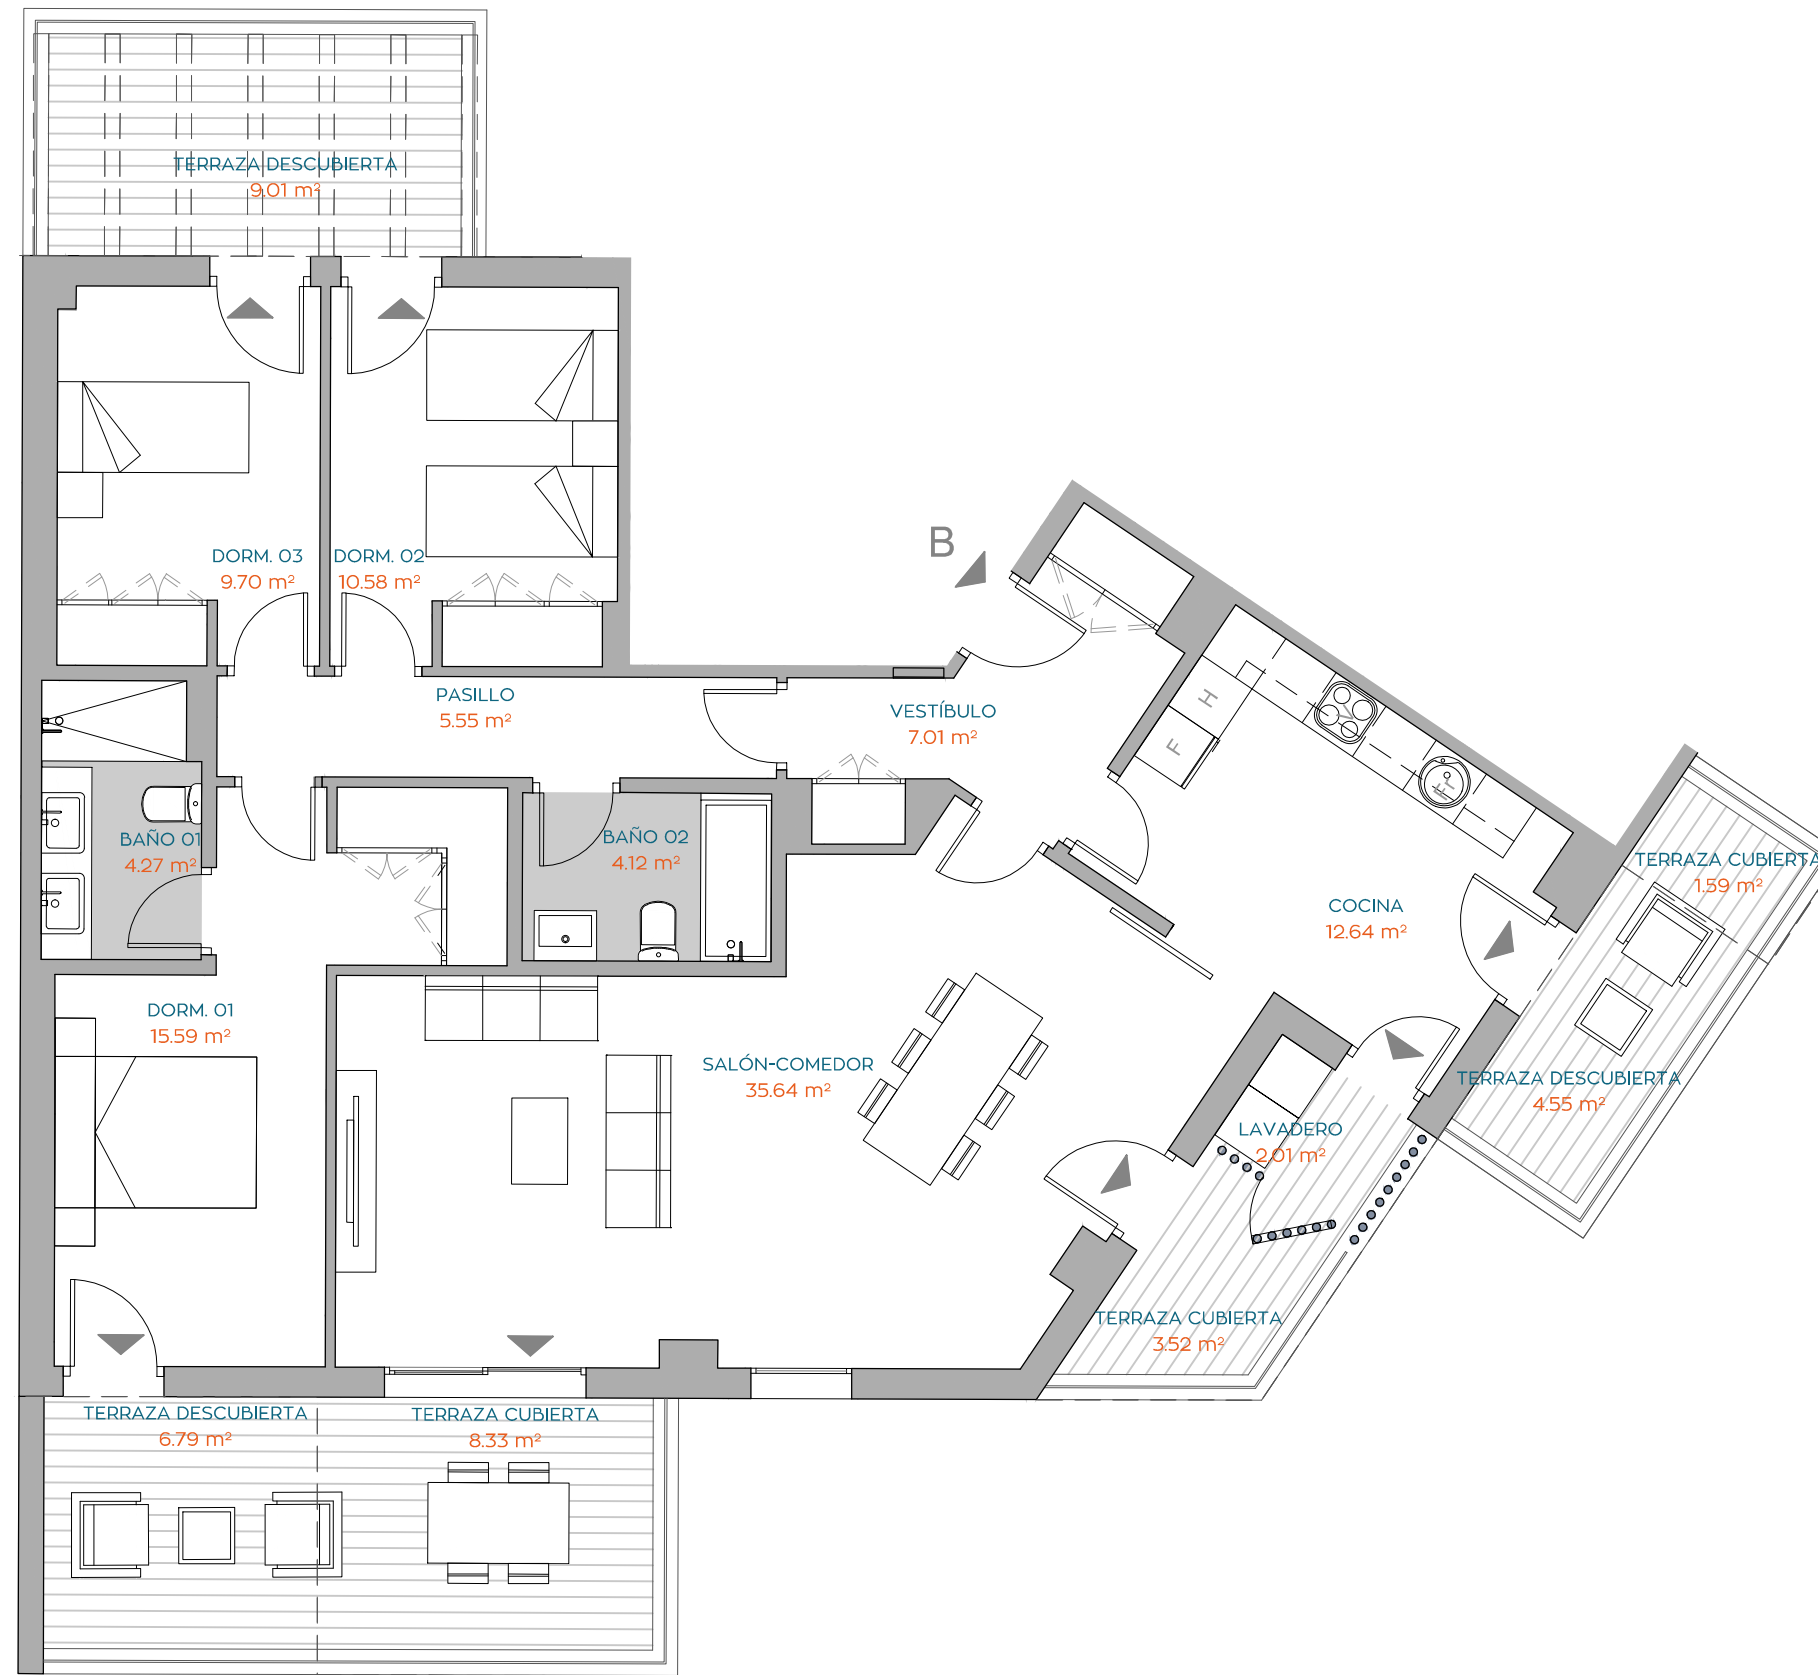 TERRAZA DESCUBIERTA
9.01 m²
DORM. 03
9.70 m²
DORM. 02
10.58 m²
B
PASILLO
5.55 m²
VESTÍBULO
7.01 m²
H
F
V
FT
BAÑO 01
4.27 m²
BAÑO 02
4.12 m²
TERRAZA CUBIERTA
1.59 m²
COCINA
12.64 m²
DORM. 01
15.59 m²
SALÓN-COMEDOR
35.64 m²
TERRAZA DESCUBIERTA
4.55 m²
LAVADERO
2.01 m²
TERRAZA CUBIERTA
3.52 m²
TERRAZA DESCUBIERTA
6.79 m²
TERRAZA CUBIERTA
8.33 m²